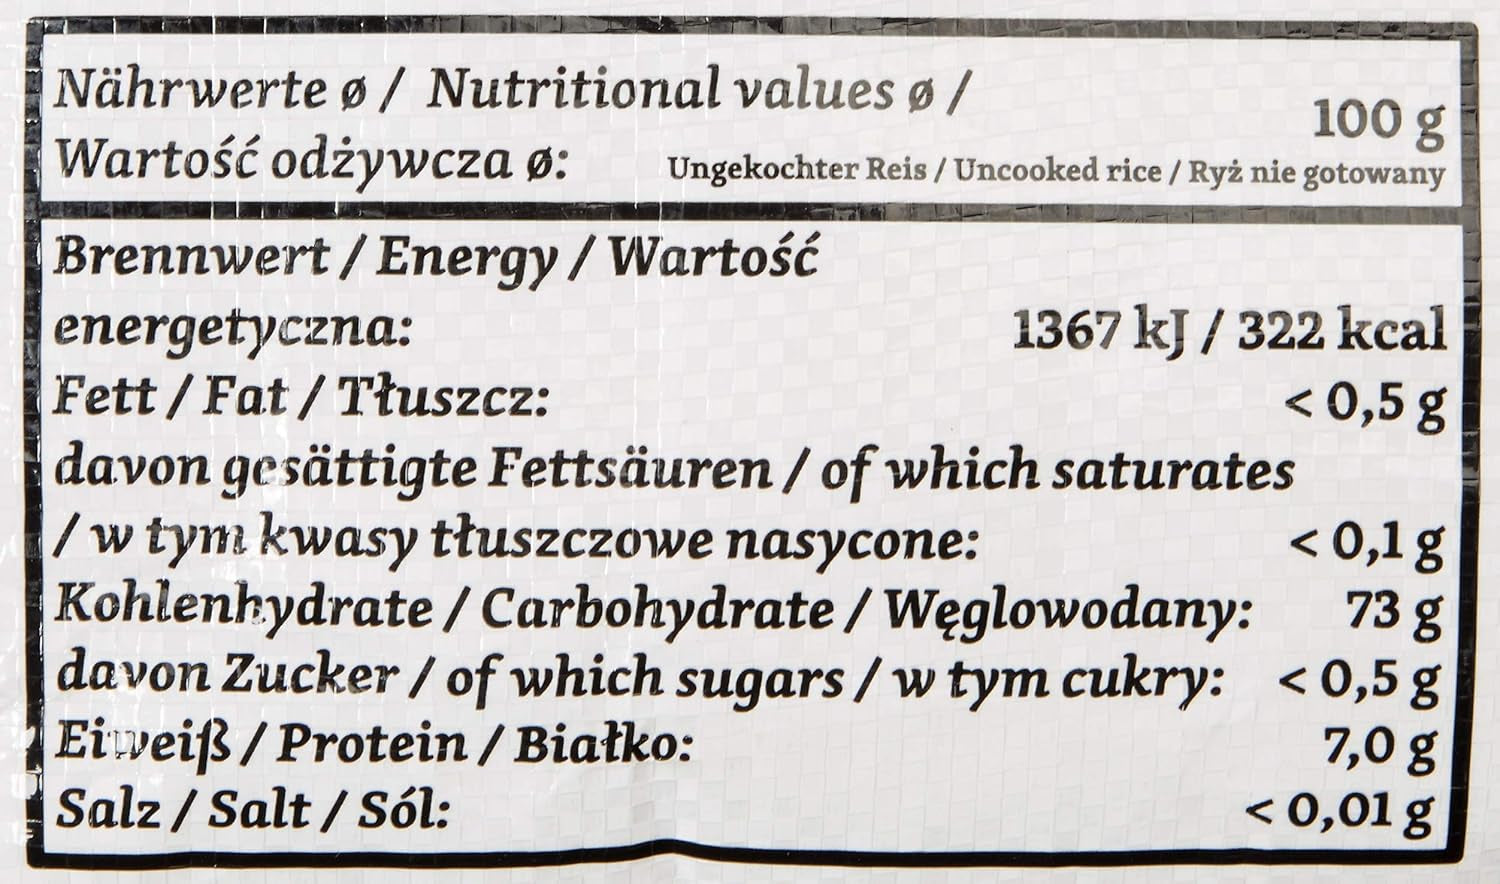 Nährwerte ø / Nutritional values ø /
Wartość odżywcza ø:
100 g
Ungekochter Reis / Uncooked rice / Ryż nie gotowany
Brennwert / Energy / Wartość
energetyczna: 1367 kJ / 322 kcal
Fett / Fat / Tłuszcz: < 0,5 g
davon gesättigte Fettsäuren / of which saturates
/ w tym kwasy tłuszczowe nasycone: < 0,1 g
Kohlenhydrate / Carbohydrate / Węglowodany: 73 g
davon Zucker / of which sugars / w tym cukry: < 0,5 g
Eiweiß / Protein / Białko: 7,0 g
Salz / Salt / Sól: < 0,01 g